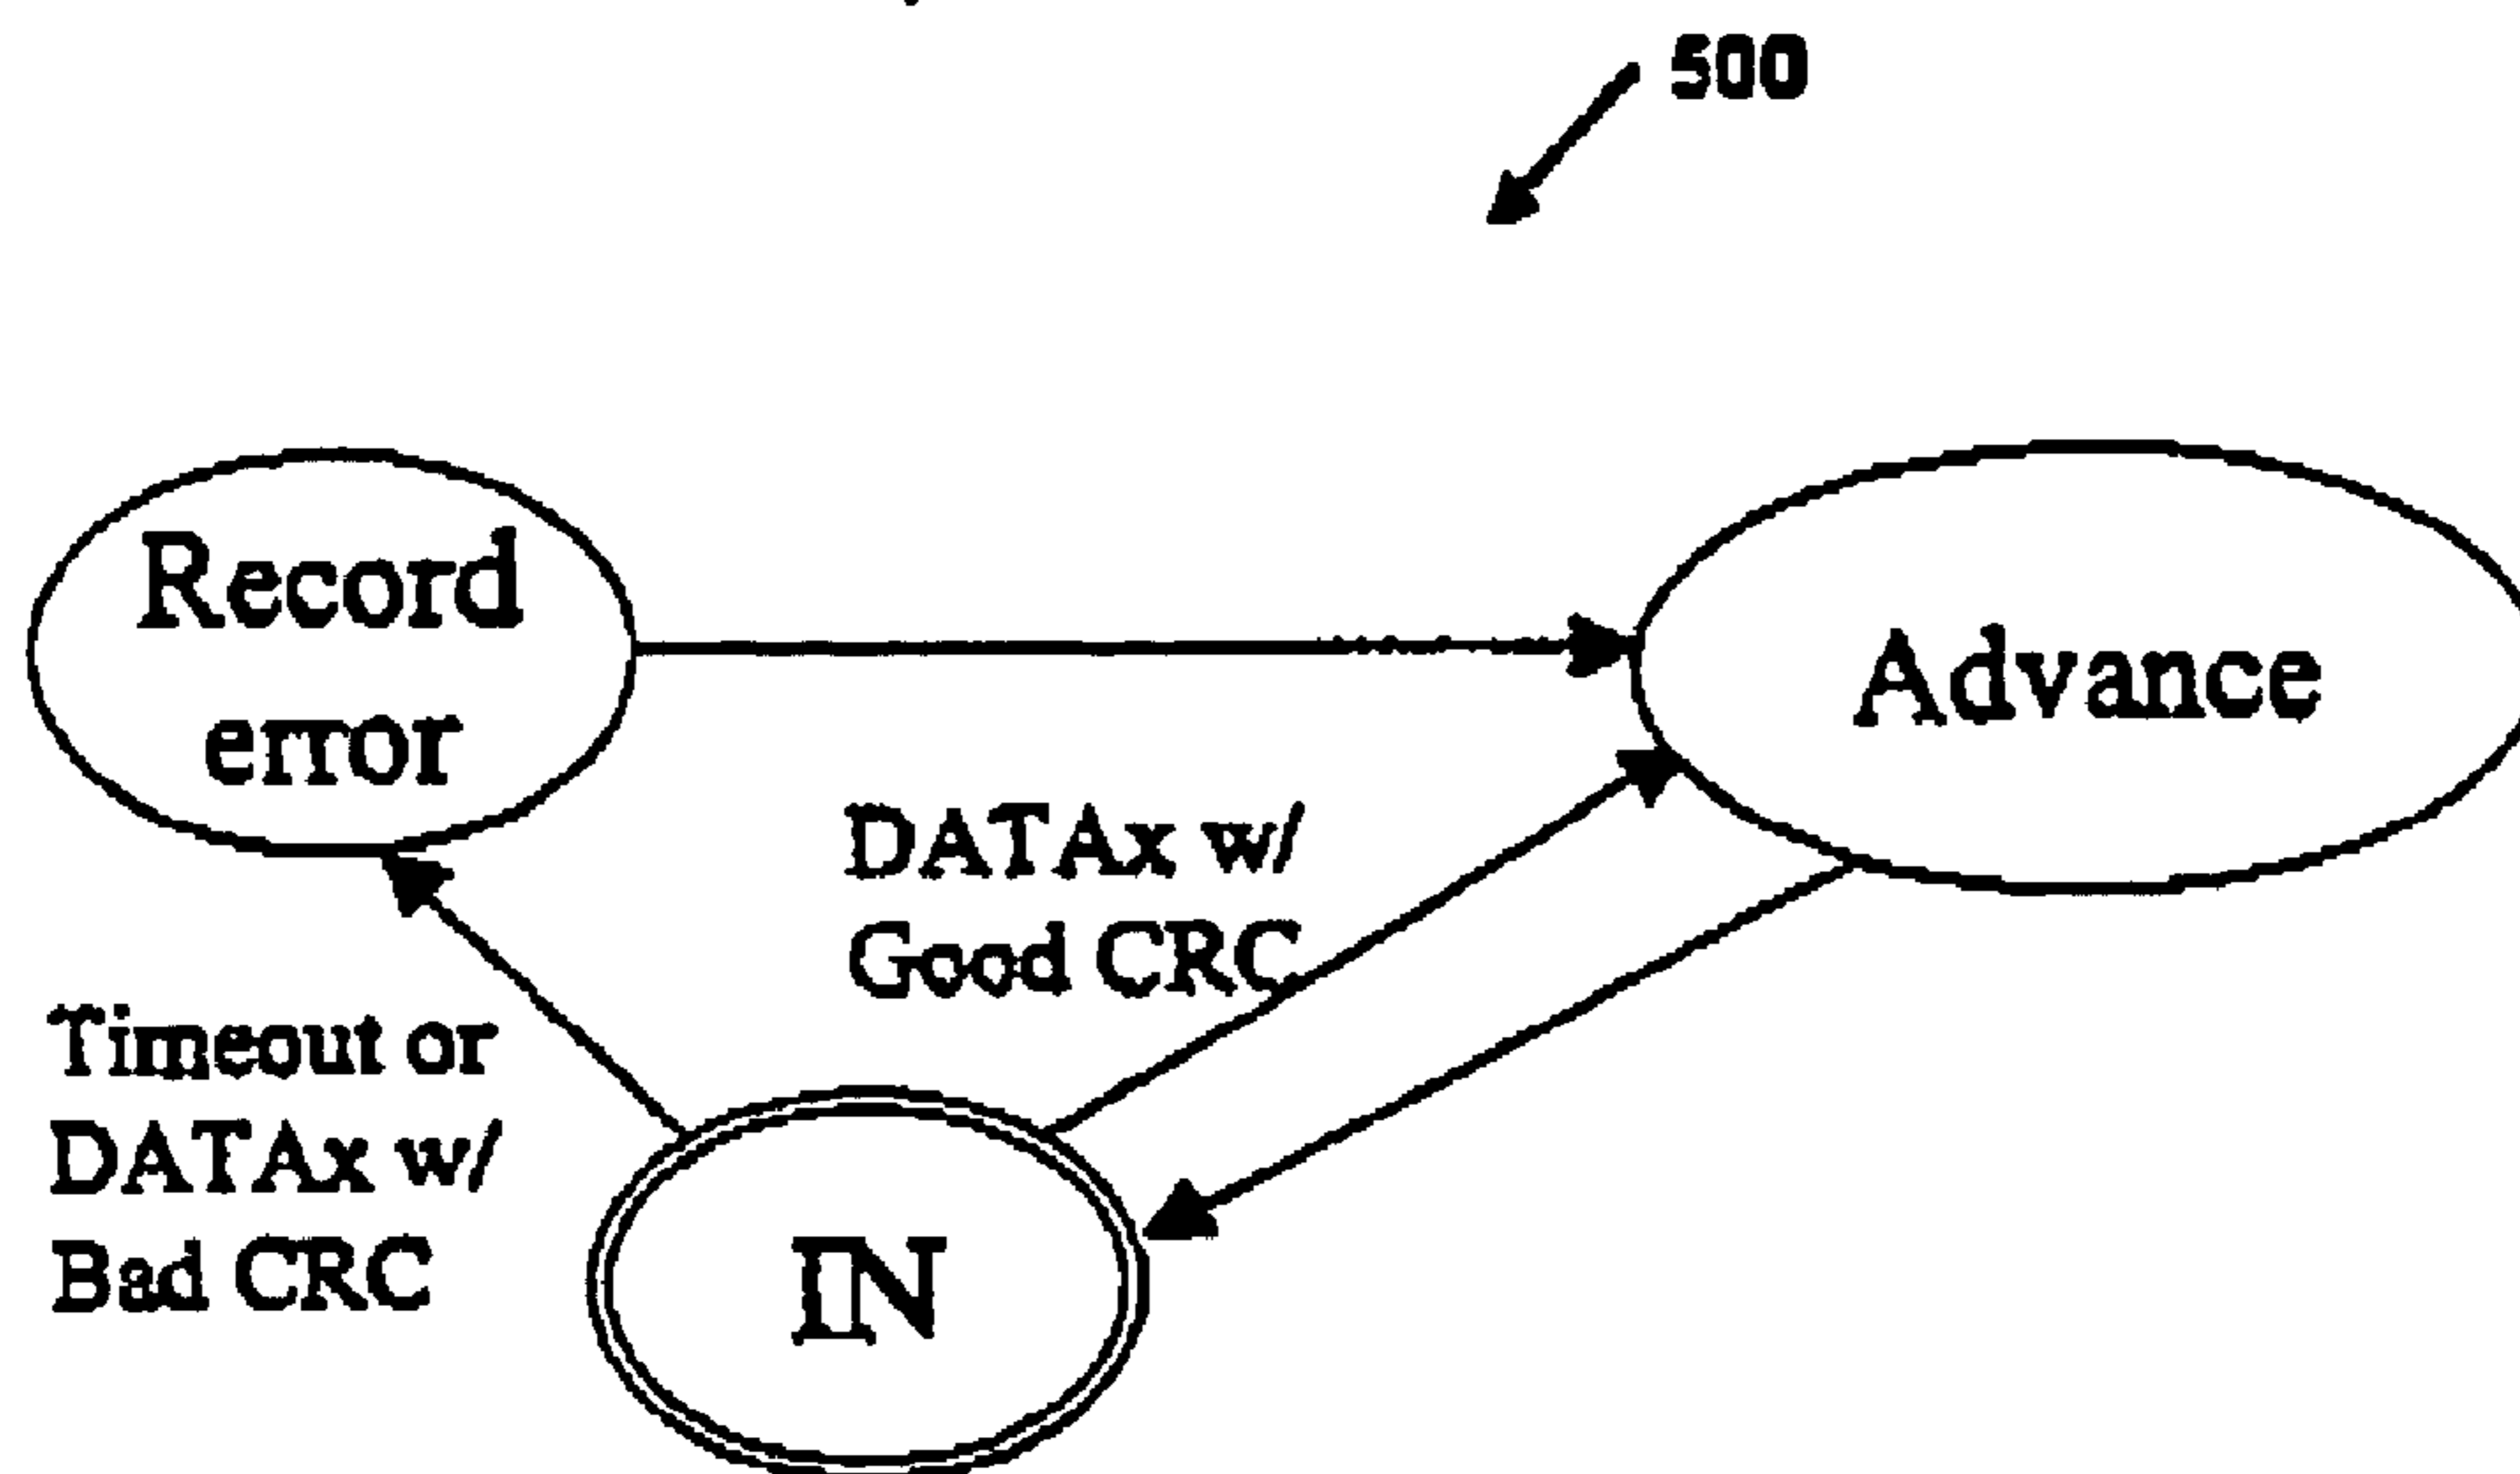 500
Record
error
Advance
DATAx w/
Good CRC
Timeout or
DATAx w/
Bad CRC
IN